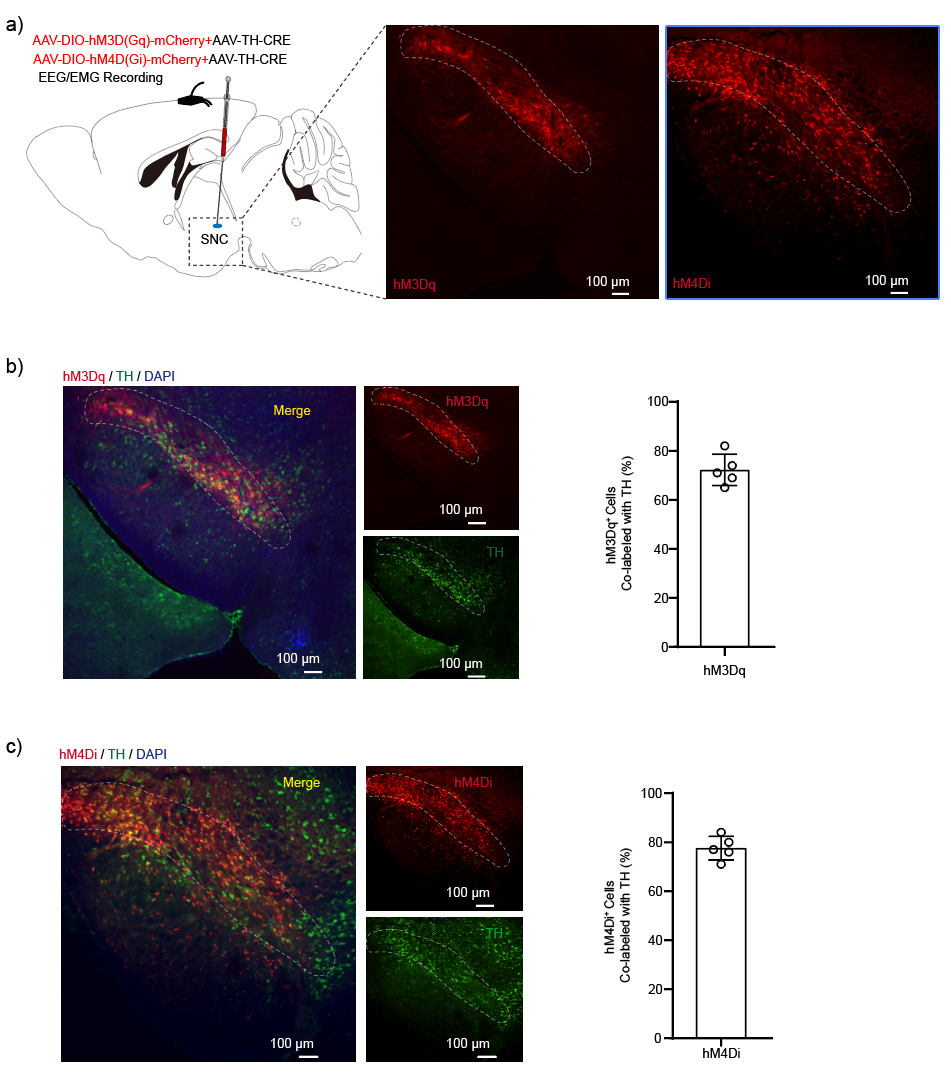 a)
AAV-DIO-hM3D(Gq)-mCherry+AAV-TH-CRE
AAV-DIO-hM4D(Gi)-mCherry+AAV-TH-CRE
EEG/EMG Recording
SNC
hM3Dq
100 µm
hM4Di
100 µm
b)
hM3Dq / TH / DAPI
Merge
100 µm
hM3Dq
100 µm
TH
100 µm
hM3Dq⁺ Cells
Co-labeled with TH (%)
100
80
60
40
20
0
hM3Dq
c)
hM4Di / TH / DAPI
Merge
100 µm
hM4Di
100 µm
TH
100 µm
hM4Di⁺ Cells
Co-labeled with TH (%)
100
80
60
40
20
0
hM4Di